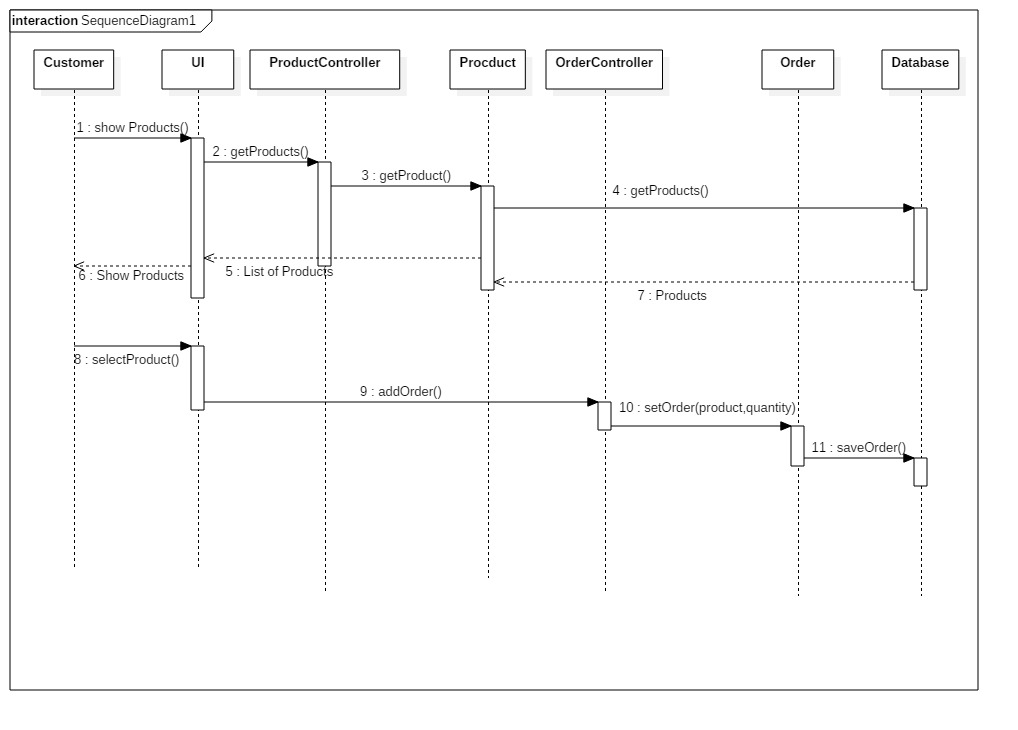 interaction SequenceDiagram1
Customer
UI
ProductController
Procduct
OrderController
Order
Database
1 : show Products()
2 : getProducts()
3 : getProduct()
4 : getProducts()
5 : List of Products
6 : Show Products
7 : Products
8 : selectProduct()
9 : addOrder()
10 : setOrder(product,quantity)
11 : saveOrder()